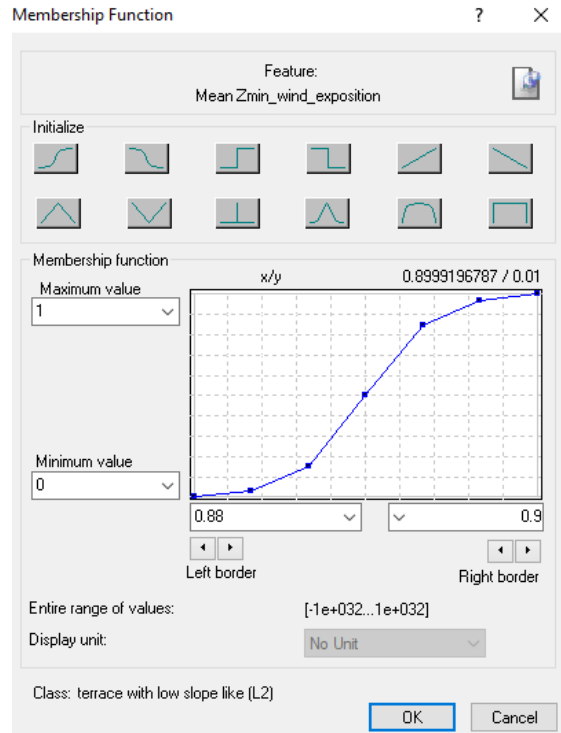 Membership Function ? ×
Feature:
Mean Zmin_wind_exposition
Initialize
Membership function
x/y 0.8999196787 / 0.01
Maximum value
1
Minimum value
0
0.88 0.9
Left border Right border
Entire range of values: [-1e+032...1e+032]
Display unit: No Unit
Class: terrace with low slope like (L2)
OK Cancel